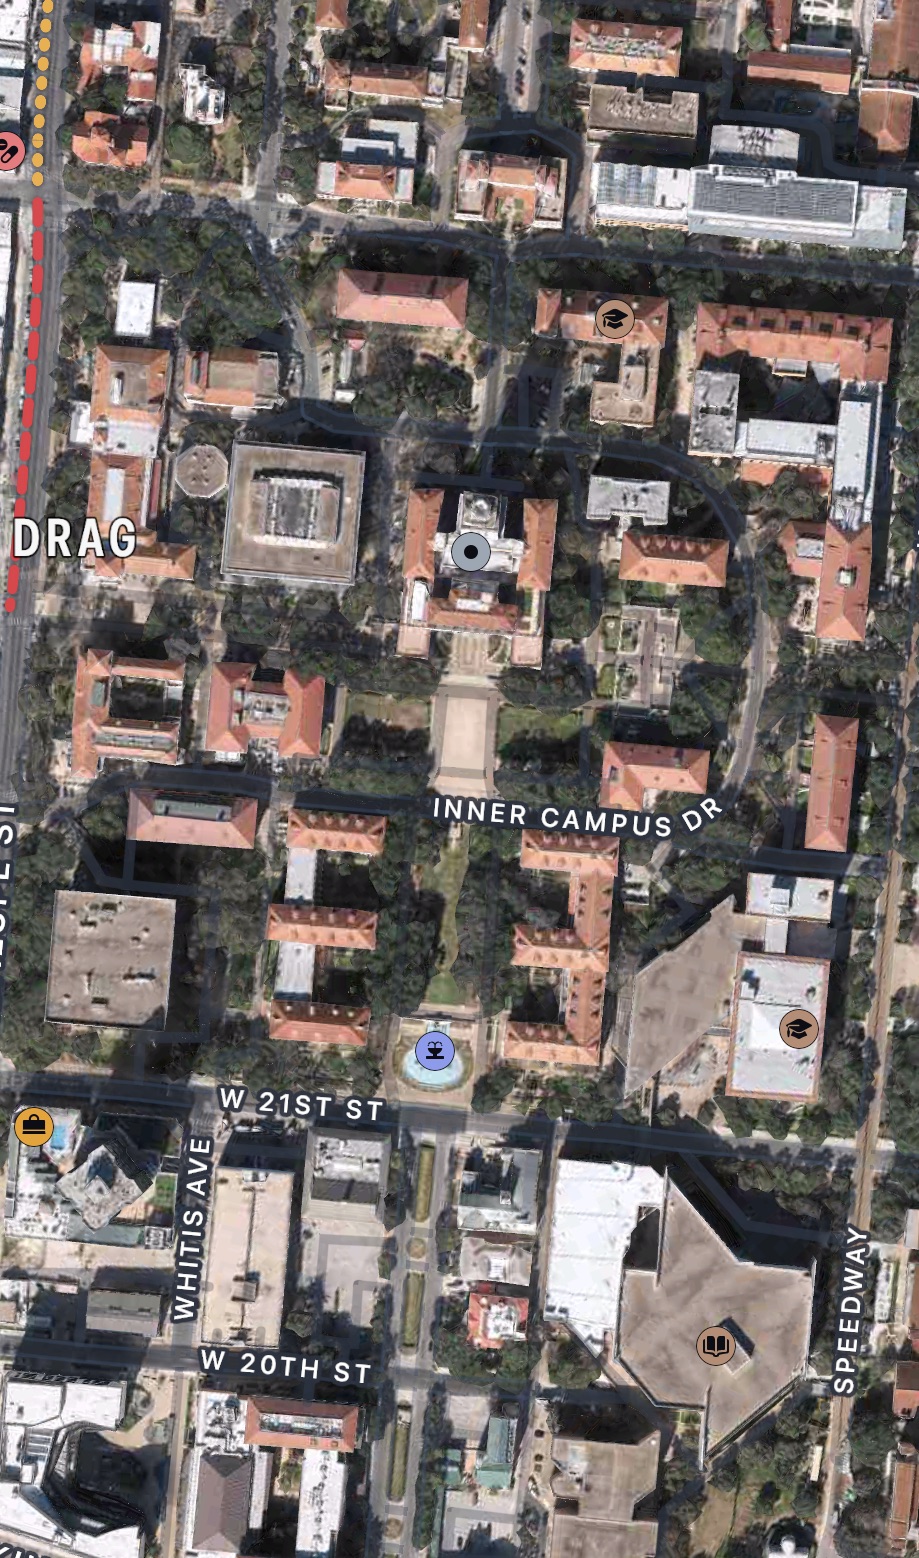 DRAG
INNER CAMPUS DR
W 21ST ST
WHITIS AVE
W 20TH ST
SPEEDWAY